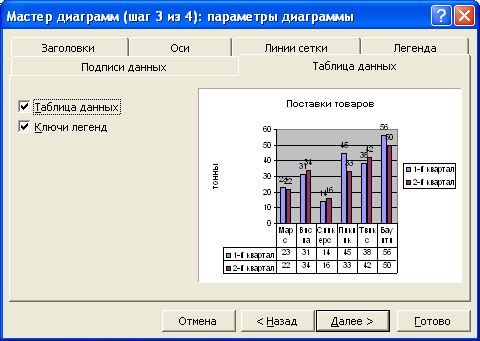 Мастер диаграмм (шаг 3 из 4): параметры диаграммы
Заголовки Оси Линии сетки Легенда
Подписи данных Таблица данных
Таблица данных
Ключи легенд
Поставки товаров
тонны
60
50
40
30
20
10
0
23 22 31 34 14 16 45 33 38 42 56 50
1-й квартал
2-й квартал
Марс Сникерс Пикник Твикс Баунти
1-й квартал 23 31 14 45 38 56
2-й квартал 22 34 16 33 42 50
Отмена < Назад Далее > Готово